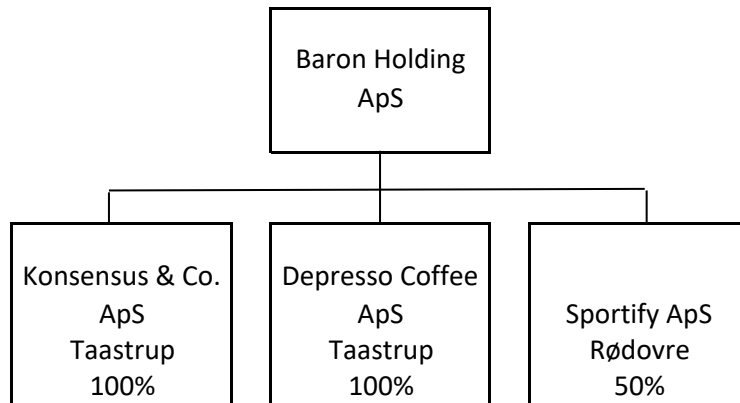 Baron Holding
ApS
Konsensus & Co.
ApS
Taastrup
100%
Depresso Coffee
ApS
Taastrup
100%
Sportify ApS
Rødovre
50%